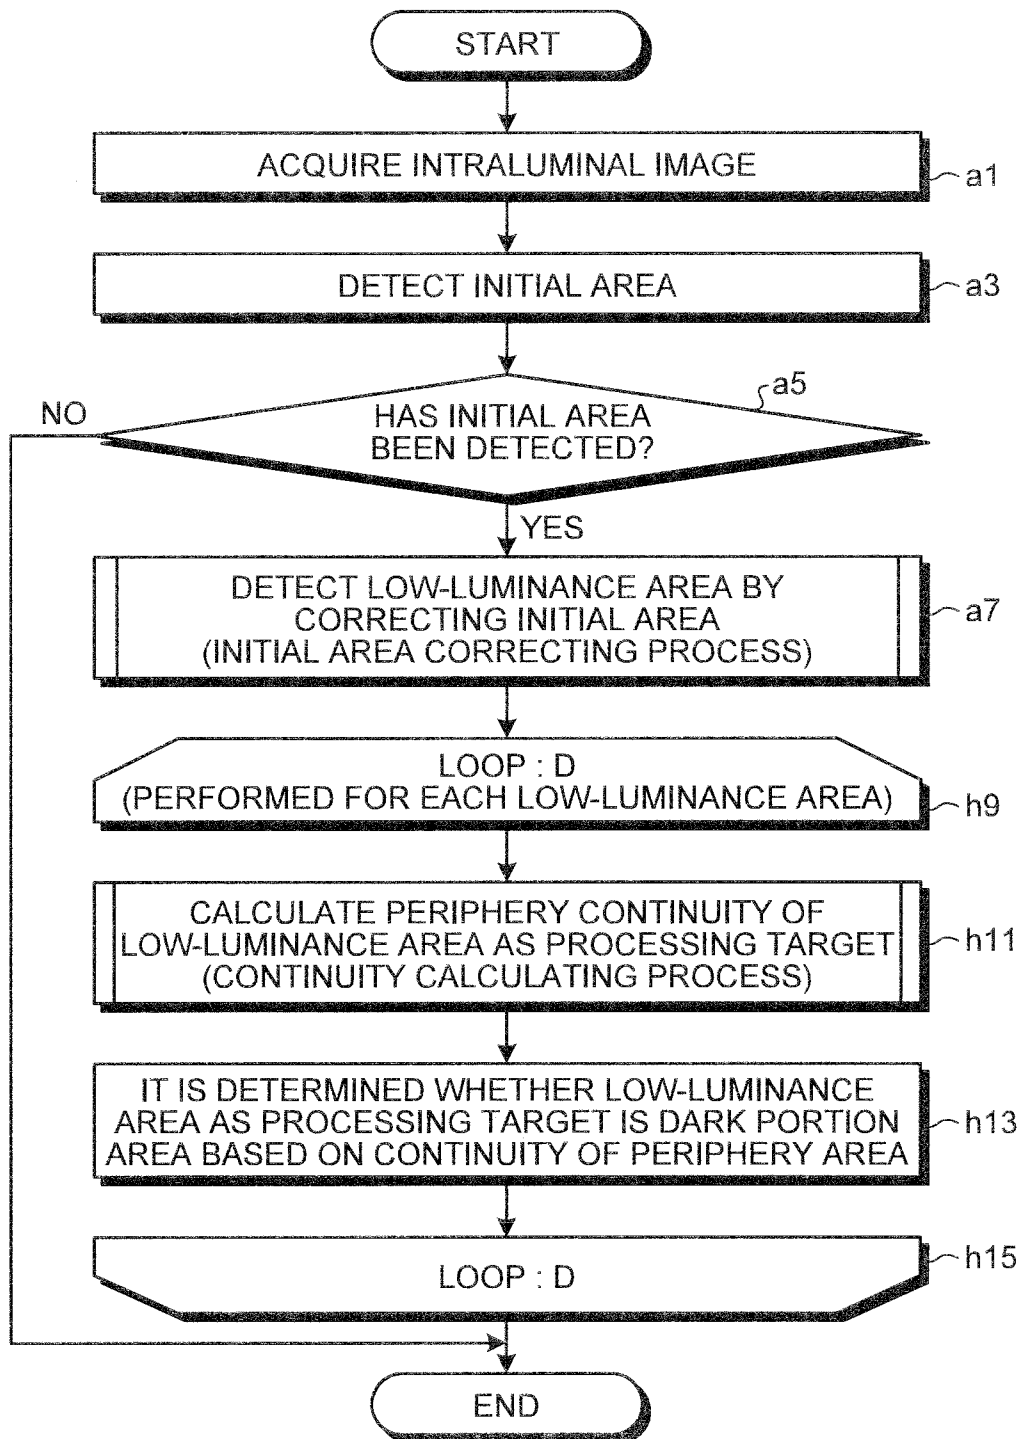 START
ACQUIRE INTRALUMINAL IMAGE
a1
DETECT INITIAL AREA
a3
a5
NO
HAS INITIAL AREA
BEEN DETECTED?
YES
DETECT LOW-LUMINANCE AREA BY
CORRECTING INITIAL AREA
(INITIAL AREA CORRECTING PROCESS)
a7
LOOP : D
(PERFORMED FOR EACH LOW-LUMINANCE AREA)
h9
CALCULATE PERIPHERY CONTINUITY OF
LOW-LUMINANCE AREA AS PROCESSING TARGET
(CONTINUITY CALCULATING PROCESS)
h11
IT IS DETERMINED WHETHER LOW-LUMINANCE
AREA AS PROCESSING TARGET IS DARK PORTION
AREA BASED ON CONTINUITY OF PERIPHERY AREA
h13
LOOP : D
h15
END